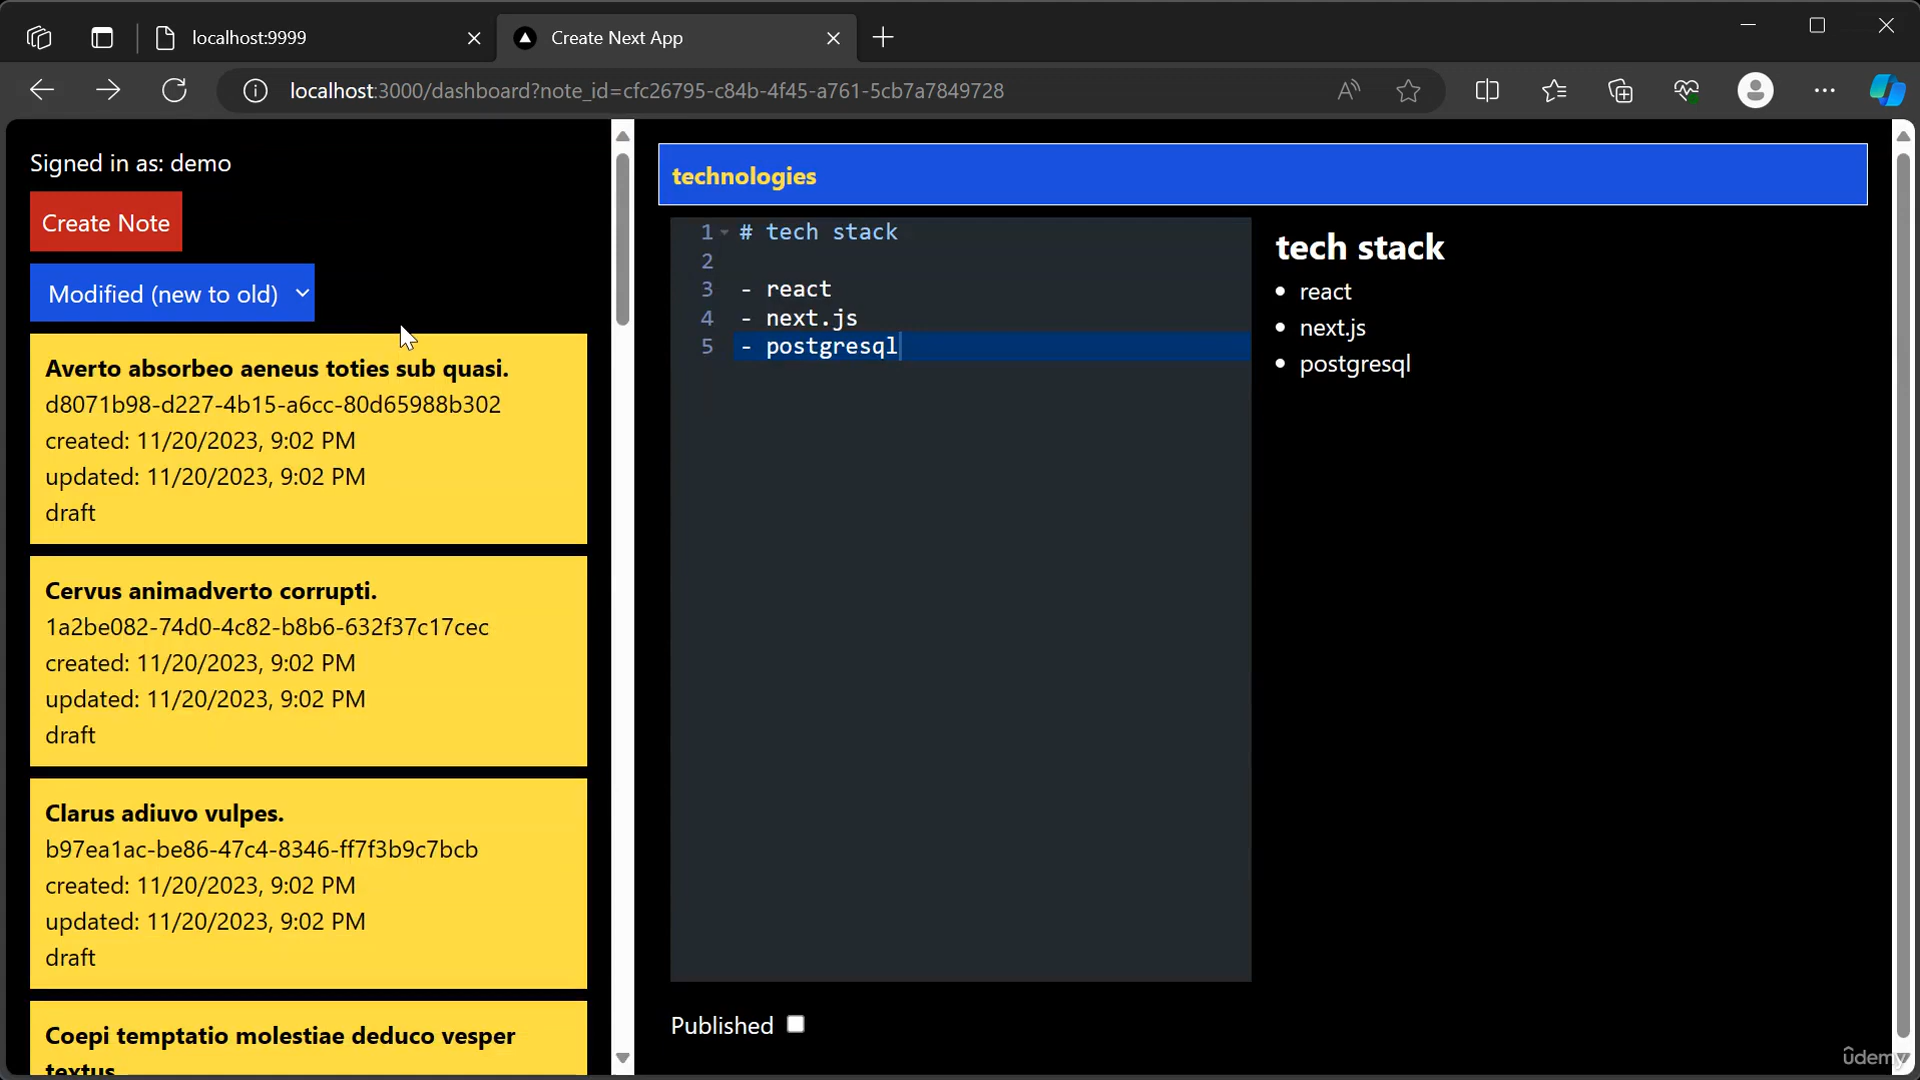 localhost:9999
Create Next App
localhost:3000/dashboard?note_id=cfc26795-c84b-4f45-a761-5cb7a7849728
Signed in as: demo
Create Note
Modified (new to old)
Averto absorbeo aeneus toties sub quasi.
d8071b98-d227-4b15-a6cc-80d65988b302
created: 11/20/2023, 9:02 PM
updated: 11/20/2023, 9:02 PM
draft
Cervus animadverto corrupti.
1a2be082-74d0-4c82-b8b6-632f37c17cec
created: 11/20/2023, 9:02 PM
updated: 11/20/2023, 9:02 PM
draft
Clarus adiuvo vulpes.
b97ea1ac-be86-47c4-8346-ff7f3b9c7bcb
created: 11/20/2023, 9:02 PM
updated: 11/20/2023, 9:02 PM
draft
Coepi temptatio molestiae deduco vesper
textus.
technologies
1 # tech stack
2
3 - react
4 - next.js
5 - postgresql
tech stack
• react
• next.js
• postgresql
Published
ûdemy